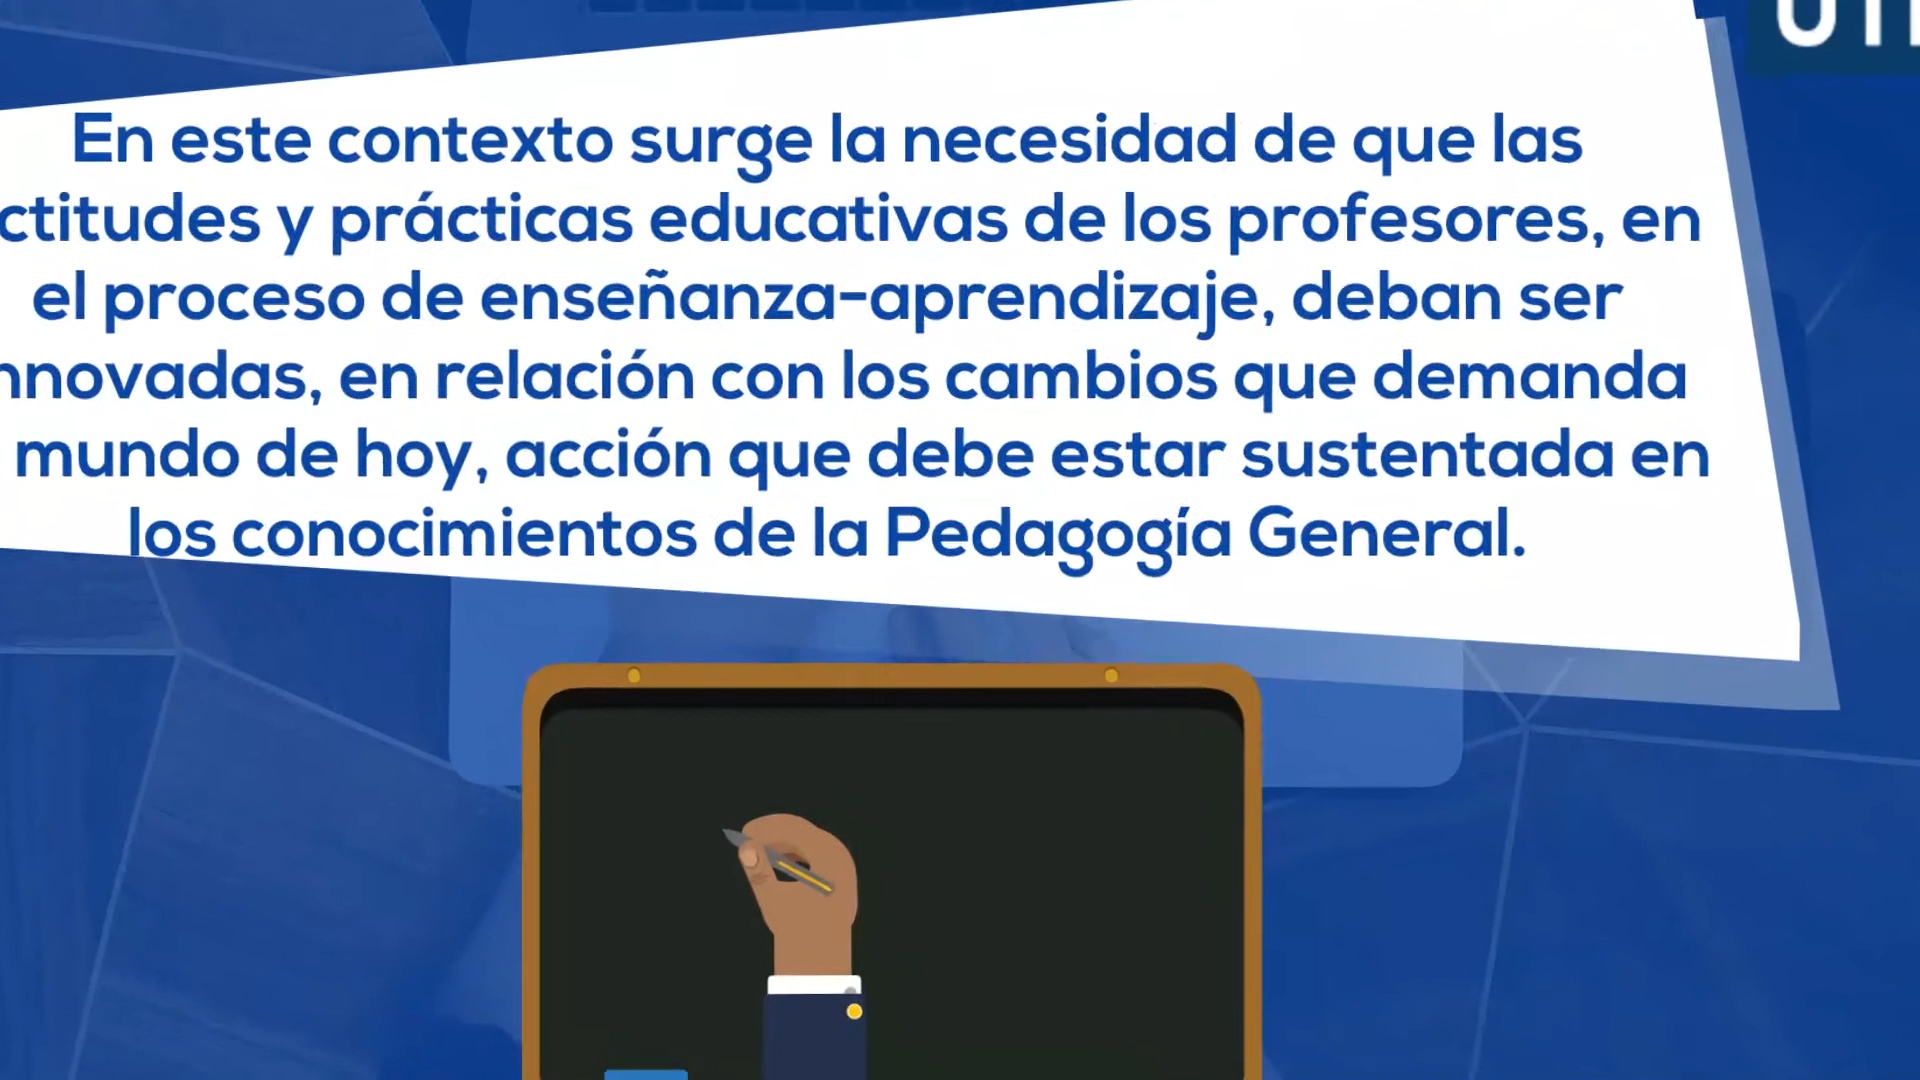 En este contexto surge la necesidad de que las
ctitudes y prácticas educativas de los profesores, en
el proceso de enseñanza-aprendizaje, deban ser
nnovadas, en relación con los cambios que demanda
mundo de hoy, acción que debe estar sustentada en
los conocimientos de la Pedagogía General.